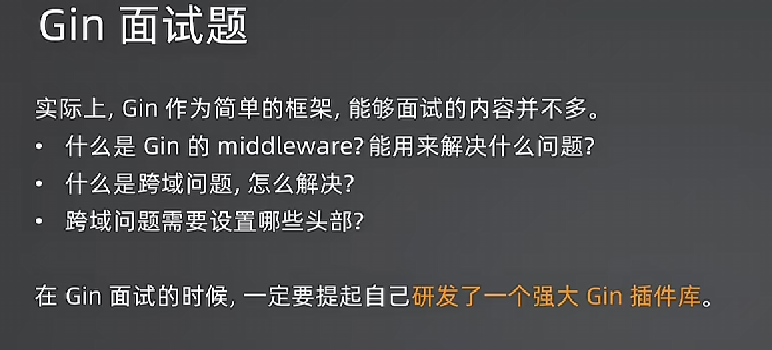 Gin 面试题
实际上, Gin 作为简单的框架, 能够面试的内容并不多。
• 什么是 Gin 的 middleware? 能用来解决什么问题?
• 什么是跨域问题, 怎么解决?
• 跨域问题需要设置哪些头部?
在 Gin 面试的时候, 一定要提起自己研发了一个强大 Gin 插件库。